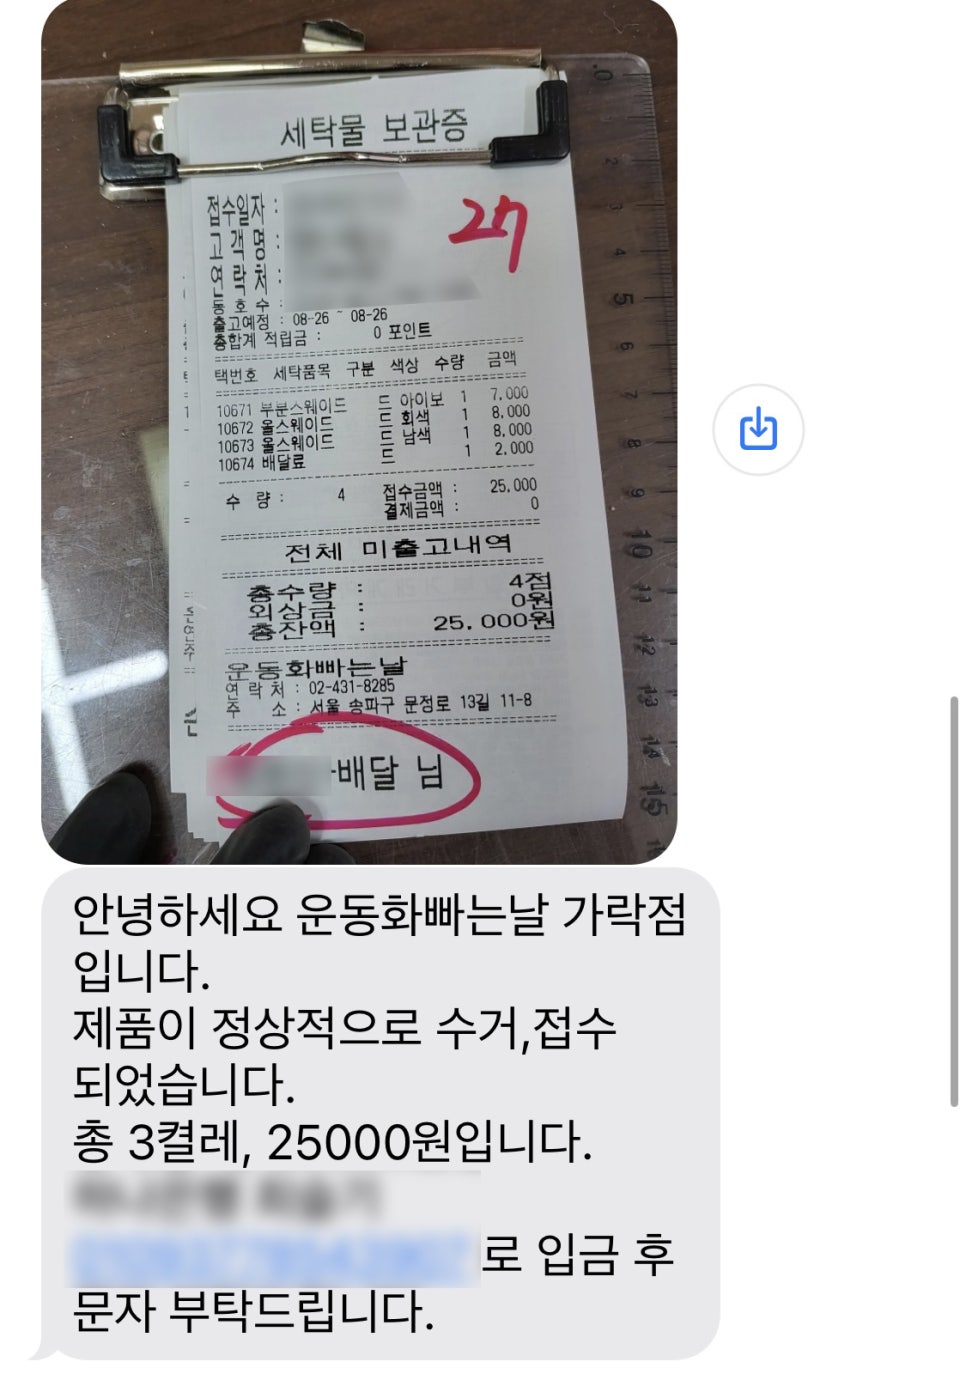 세탁물 보관증
27
접수일자 :
고 객 명 :
연 락 처 :
동 호 수 :
출고예정 : 08-26 ~ 08-26
총합계 적립금 : 0 포인트
택번호 세탁품목 구분 색상 수량 금액
10671 부분스웨이드 드 아이보 1 7,000
10672 올스웨이드 드 회색 1 8,000
10673 올스웨이드 드 남색 1 8,000
10674 배달료 드 1 2,000
수 량 : 4 접수금액 : 25,000
결제금액 : 0
전체 미출고내역
총수량 : 4점
외상금 : 0원
총잔액 : 25,000원
운동화빠는날
연 락 처 : 02-431-8285
주 소 : 서울 송파구 문정로 13길 11-8
배달 님
안녕하세요 운동화빠는날 가락점
입니다.
제품이 정상적으로 수거,접수
되었습니다.
총 3켤레, 25000원입니다.
로 입금 후
문자 부탁드립니다.